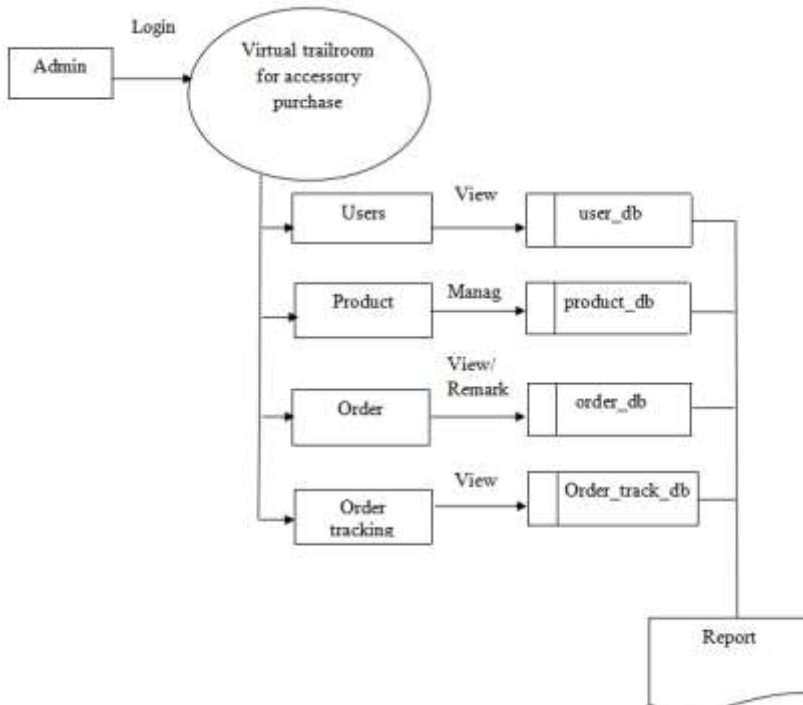 Login
Admin
Virtual trailroom
for accessory
purchase
Users
View
user_db
Product
Manag
product_db
Order
View/
Remark
order_db
Order
tracking
View
Order_track_db
Report